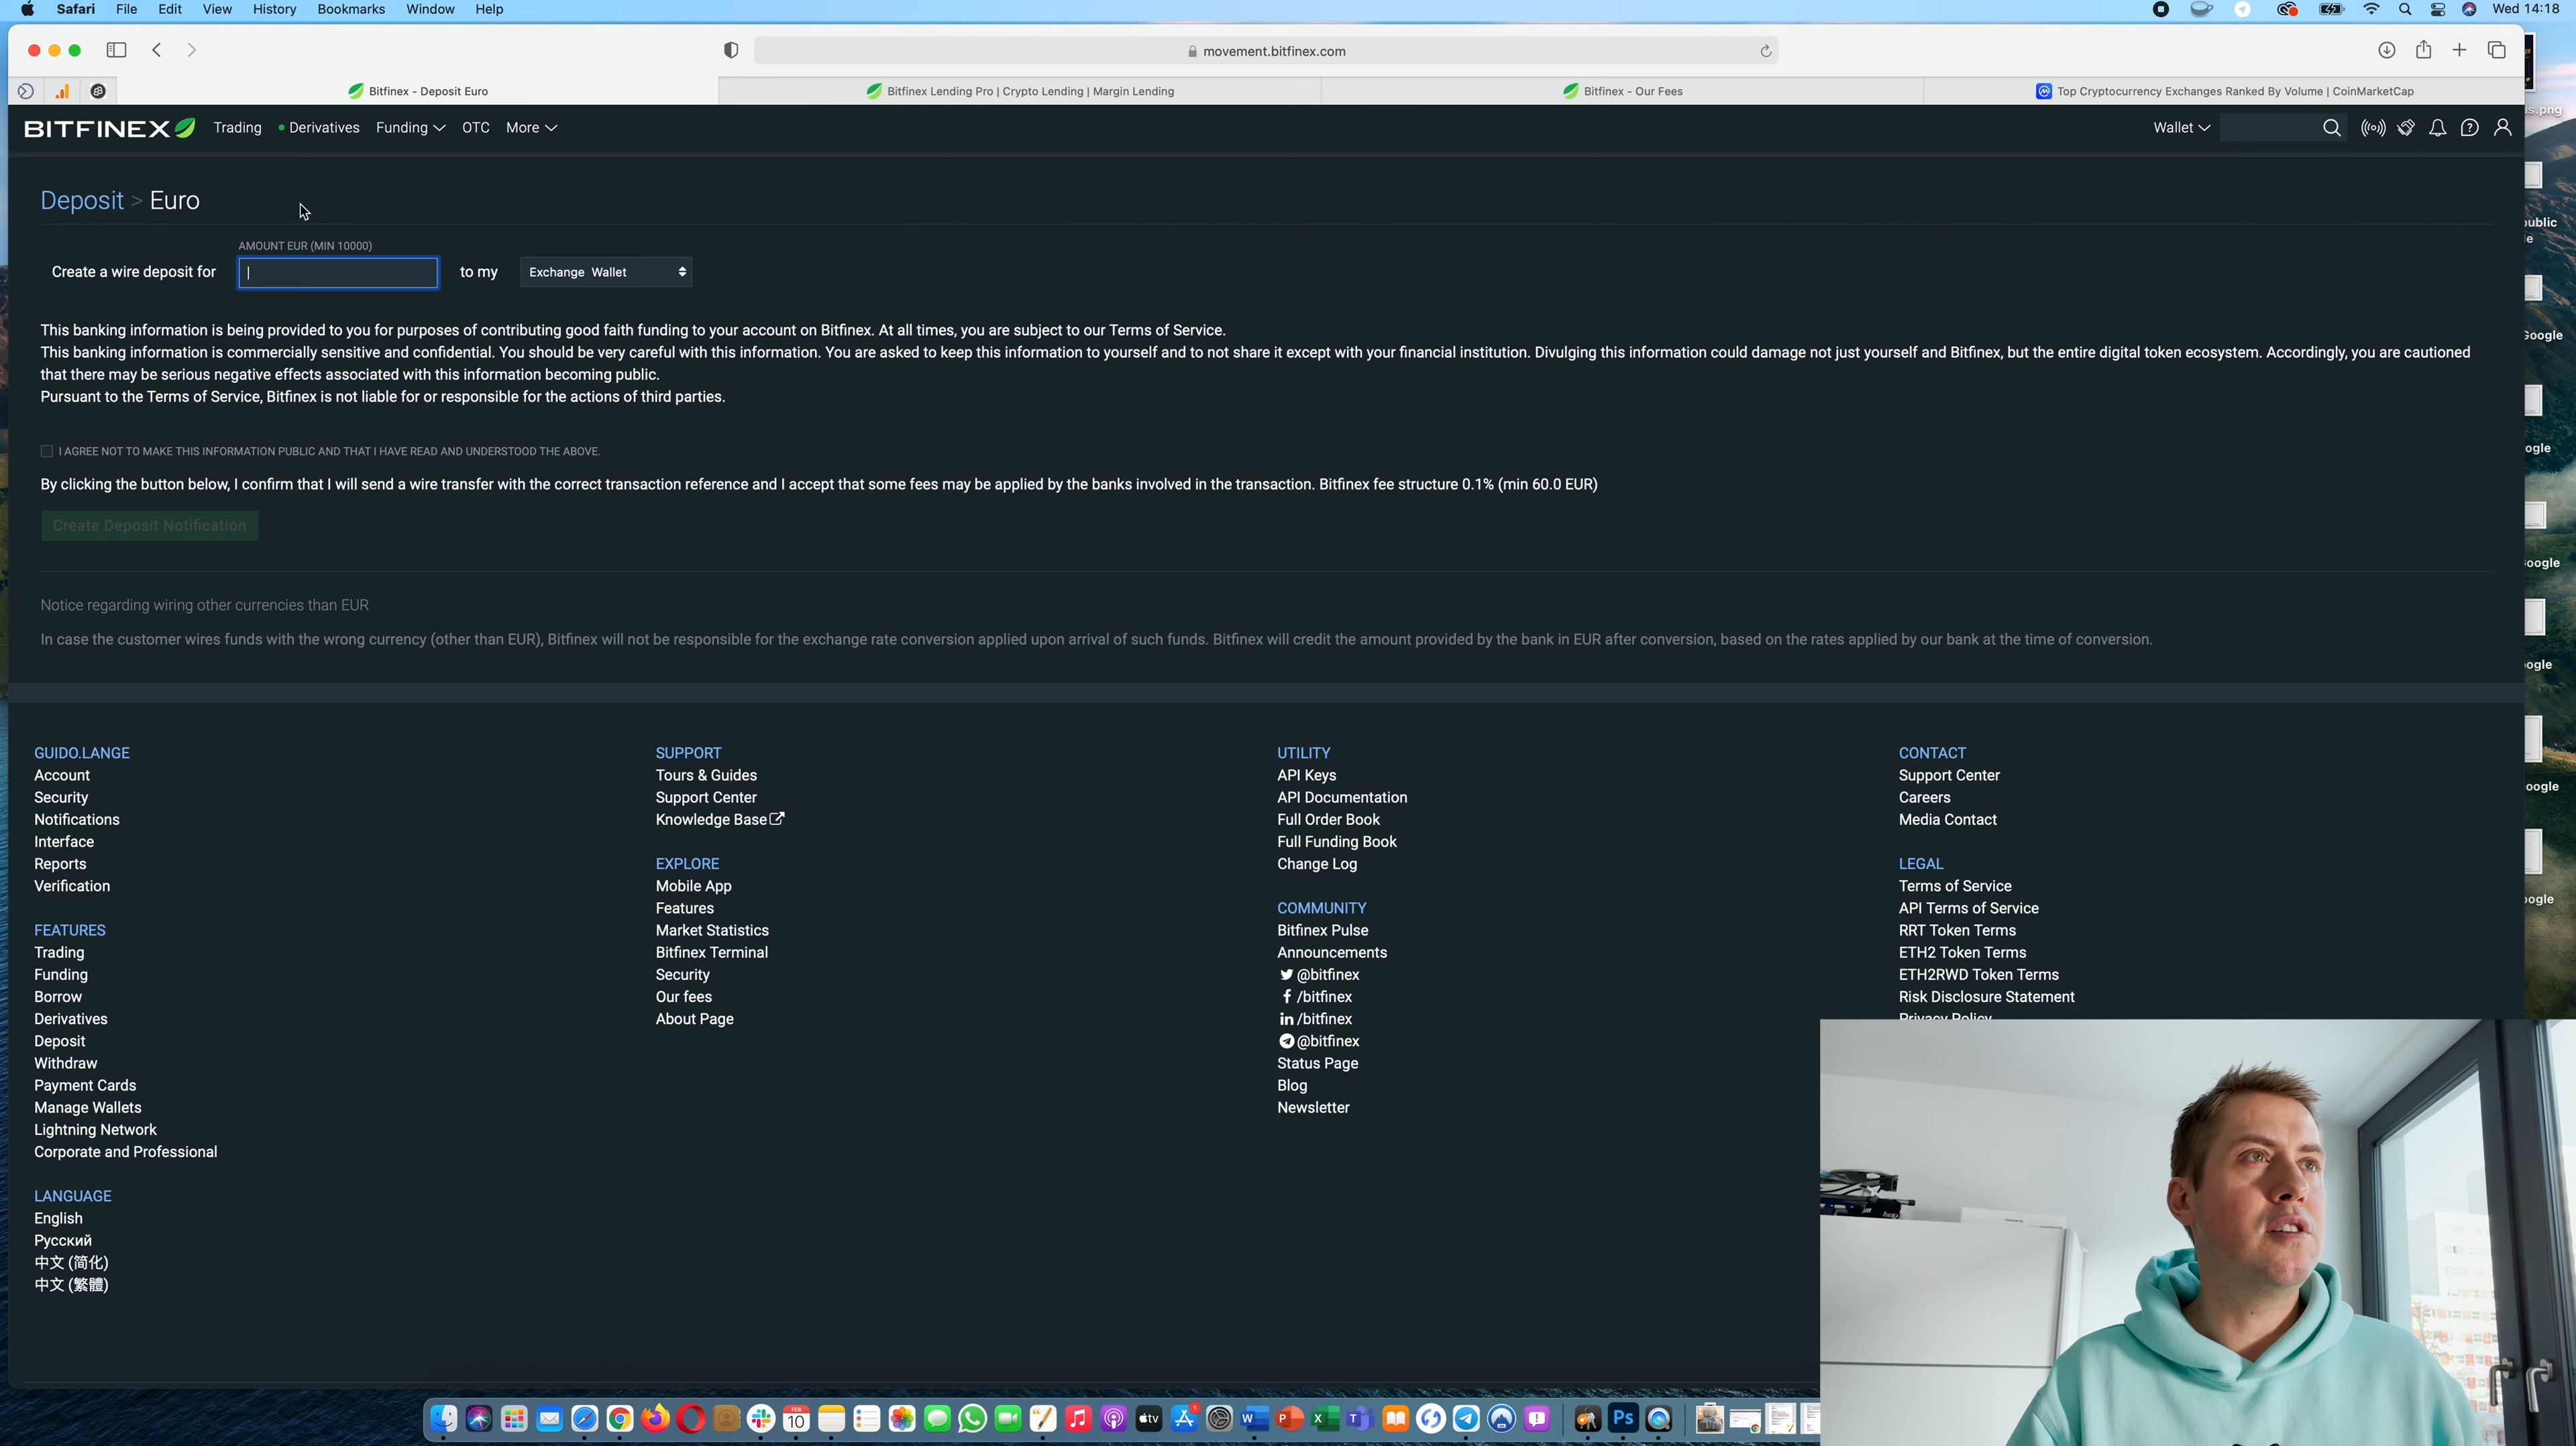 Safari File Edit View History Bookmarks Window Help
Wed 14:18
movement.bitfinex.com
Bitfinex - Deposit Euro
Bitfinex Lending Pro | Crypto Lending | Margin Lending
Bitfinex - Our Fees
Top Cryptocurrency Exchanges Ranked By Volume | CoinMarketCap
BITFINEX Trading Derivatives Funding OTC More
Wallet
Deposit > Euro
AMOUNT EUR (MIN 10000)
Create a wire deposit for
to my
Exchange Wallet
This banking information is being provided to you for purposes of contributing good faith funding to your account on Bitfinex. At all times, you are subject to our Terms of Service.
This banking information is commercially sensitive and confidential. You should be very careful with this information. You are asked to keep this information to yourself and to not share it except with your financial institution. Divulging this information could damage not just yourself and Bitfinex, but the entire digital token ecosystem. Accordingly, you are cautioned
that there may be serious negative effects associated with this information becoming public.
Pursuant to the Terms of Service, Bitfinex is not liable for or responsible for the actions of third parties.
I AGREE NOT TO MAKE THIS INFORMATION PUBLIC AND THAT I HAVE READ AND UNDERSTOOD THE ABOVE.
By clicking the button below, I confirm that I will send a wire transfer with the correct transaction reference and I accept that some fees may be applied by the banks involved in the transaction. Bitfinex fee structure 0.1% (min 60.0 EUR)
Create Deposit Notification
Notice regarding wiring other currencies than EUR
In case the customer wires funds with the wrong currency (other than EUR), Bitfinex will not be responsible for the exchange rate conversion applied upon arrival of such funds. Bitfinex will credit the amount provided by the bank in EUR after conversion, based on the rates applied by our bank at the time of conversion.
GUIDO.LANGE
Account
Security
Notifications
Interface
Reports
Verification
FEATURES
Trading
Funding
Borrow
Derivatives
Deposit
Withdraw
Payment Cards
Manage Wallets
Lightning Network
Corporate and Professional
LANGUAGE
English
Русский
中文 (简化)
中文 (繁體)
SUPPORT
Tours & Guides
Support Center
Knowledge Base
EXPLORE
Mobile App
Features
Market Statistics
Bitfinex Terminal
Security
Our fees
About Page
UTILITY
API Keys
API Documentation
Full Order Book
Full Funding Book
Change Log
COMMUNITY
Bitfinex Pulse
Announcements
@bitfinex
/bitfinex
in /bitfinex
@bitfinex
Status Page
Blog
Newsletter
CONTACT
Support Center
Careers
Media Contact
LEGAL
Terms of Service
API Terms of Service
RRT Token Terms
ETH2 Token Terms
ETH2RWD Token Terms
Risk Disclosure Statement
Privacy Policy
FEB
10
tv
1
W
P
X
T
Ps